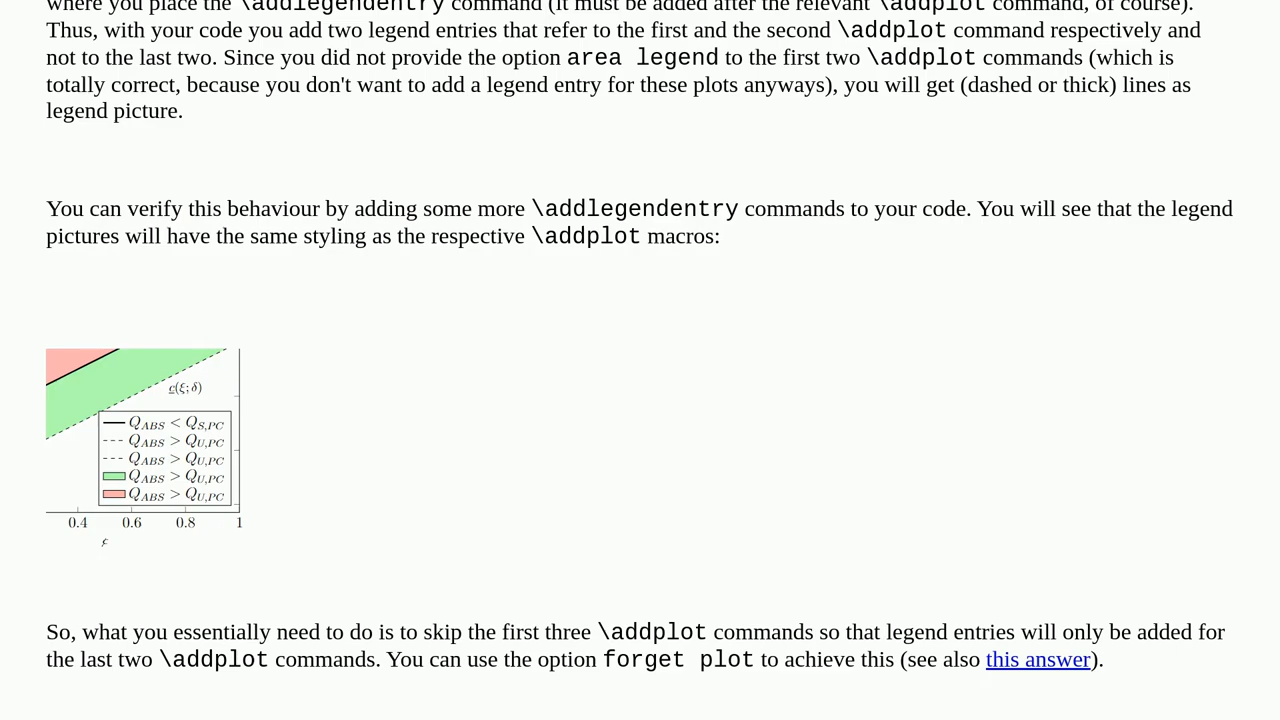 where you place the \addlegendentry command (it must be added after the relevant \addplot command, of course).
Thus, with your code you add two legend entries that refer to the first and the second \addplot command respectively and
not to the last two. Since you did not provide the option area legend to the first two \addplot commands (which is
totally correct, because you don't want to add a legend entry for these plots anyways), you will get (dashed or thick) lines as
legend picture.
You can verify this behaviour by adding some more \addlegendentry commands to your code. You will see that the legend
pictures will have the same styling as the respective \addplot macros:
c(ξ; δ)
Q_ABS < Q_S,PC
Q_ABS > Q_U,PC
Q_ABS > Q_U,PC
Q_ABS > Q_U,PC
Q_ABS > Q_U,PC
0.4 0.6 0.8 1
So, what you essentially need to do is to skip the first three \addplot commands so that legend entries will only be added for
the last two \addplot commands. You can use the option forget plot to achieve this (see also this answer).